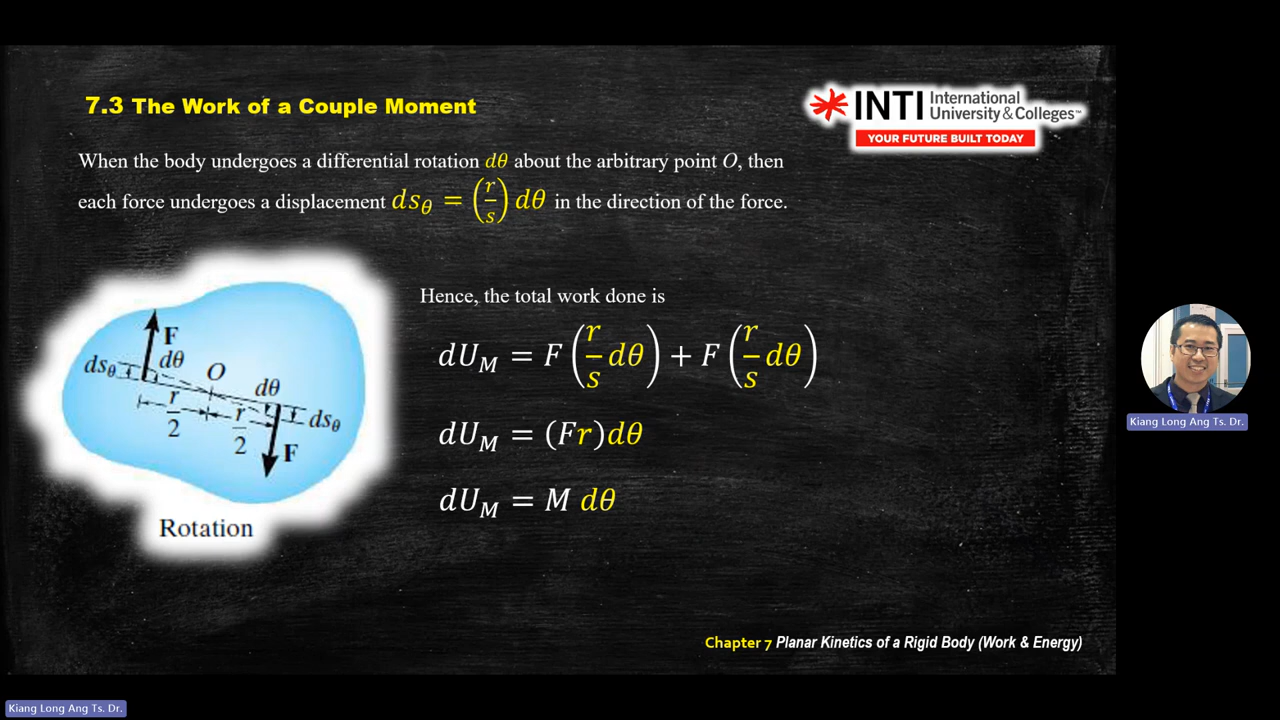 7.3 The Work of a Couple Moment
INTI International University & Colleges™
YOUR FUTURE BUILT TODAY
When the body undergoes a differential rotation dθ about the arbitrary point O, then
each force undergoes a displacement ds_θ = (r/s) dθ in the direction of the force.
Hence, the total work done is
dU_M = F (r/s dθ) + F (r/s dθ)
dU_M = (Fr)dθ
dU_M = M dθ
F
ds_θ
dθ
O
dθ
r/2
r/2
ds_θ
F
Rotation
Kiang Long Ang Ts. Dr.
Chapter 7 Planar Kinetics of a Rigid Body (Work & Energy)
Kiang Long Ang Ts. Dr.